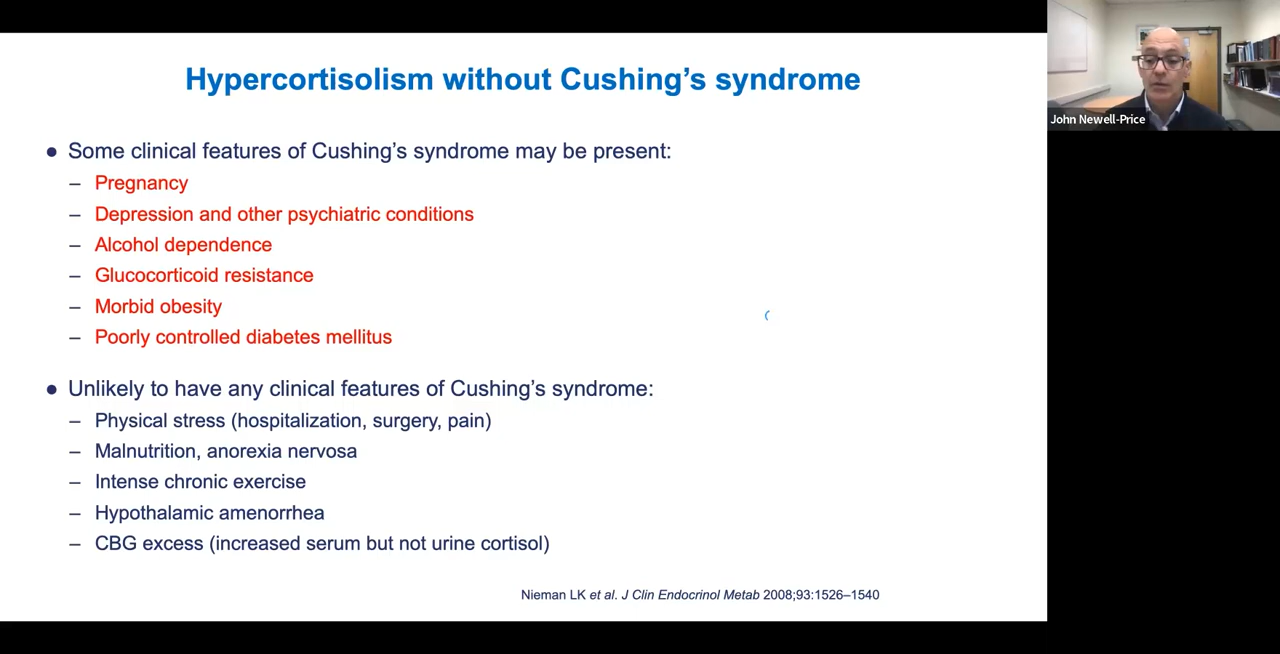 Hypercortisolism without Cushing's syndrome
● Some clinical features of Cushing's syndrome may be present:
– Pregnancy
– Depression and other psychiatric conditions
– Alcohol dependence
– Glucocorticoid resistance
– Morbid obesity
– Poorly controlled diabetes mellitus
● Unlikely to have any clinical features of Cushing's syndrome:
– Physical stress (hospitalization, surgery, pain)
– Malnutrition, anorexia nervosa
– Intense chronic exercise
– Hypothalamic amenorrhea
– CBG excess (increased serum but not urine cortisol)
Nieman LK et al. J Clin Endocrinol Metab 2008;93:1526–1540
John Newell-Price